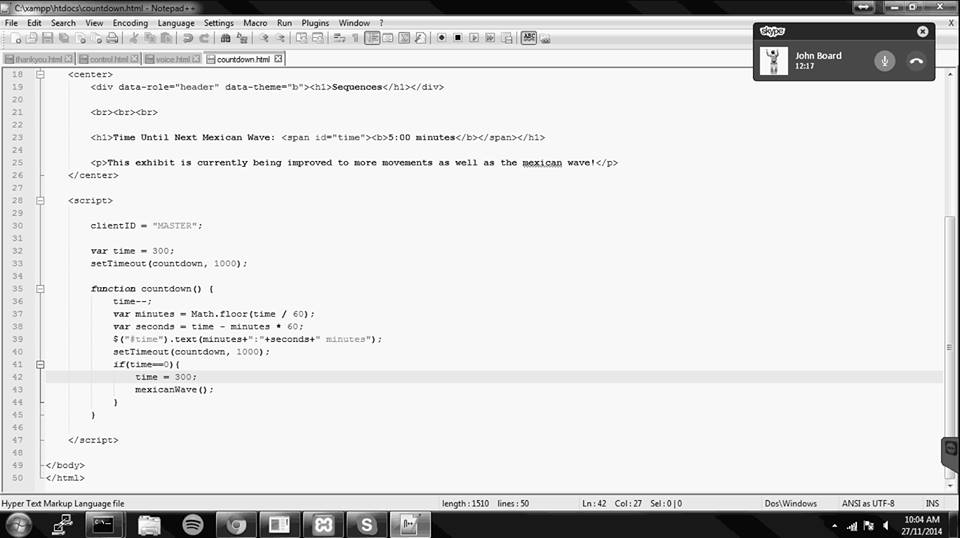 C:\xampp\htdocs\countdown.html - Notepad++
File Edit Search View Encoding Language Settings Macro Run Plugins Window ?
X
thankyou.html control.html voice.html countdown.html
skype
John Board
12:17
18 <center>
19 <div data-role="header" data-theme="b"><h1>Sequences</h1></div>
20
21 <br><br><br>
22
23 <h1>Time Until Next Mexican Wave: <span id="time"><b>5:00 minutes</b></span></h1>
24
25 <p>This exhibit is currently being improved to more movements as well as the mexican wave!</p>
26 </center>
27
28 <script>
29
30 clientID = "MASTER";
31
32 var time = 300;
33 setTimeout(countdown, 1000);
34
35 function countdown() {
36 time--;
37 var minutes = Math.floor(time / 60);
38 var seconds = time - minutes * 60;
39 $("#time").text(minutes+":"+seconds+" minutes");
40 setTimeout(countdown, 1000);
41 if(time==0){
42 time = 300;
43 mexicanWave();
44 }
45 }
46
47 </script>
48
49 </body>
50 </html>
Hyper Text Markup Language file length : 1510 lines : 50 Ln : 42 Col : 27 Sel : 0 | 0 Dos\Windows ANSI as UTF-8 INS
10:04 AM
27/11/2014